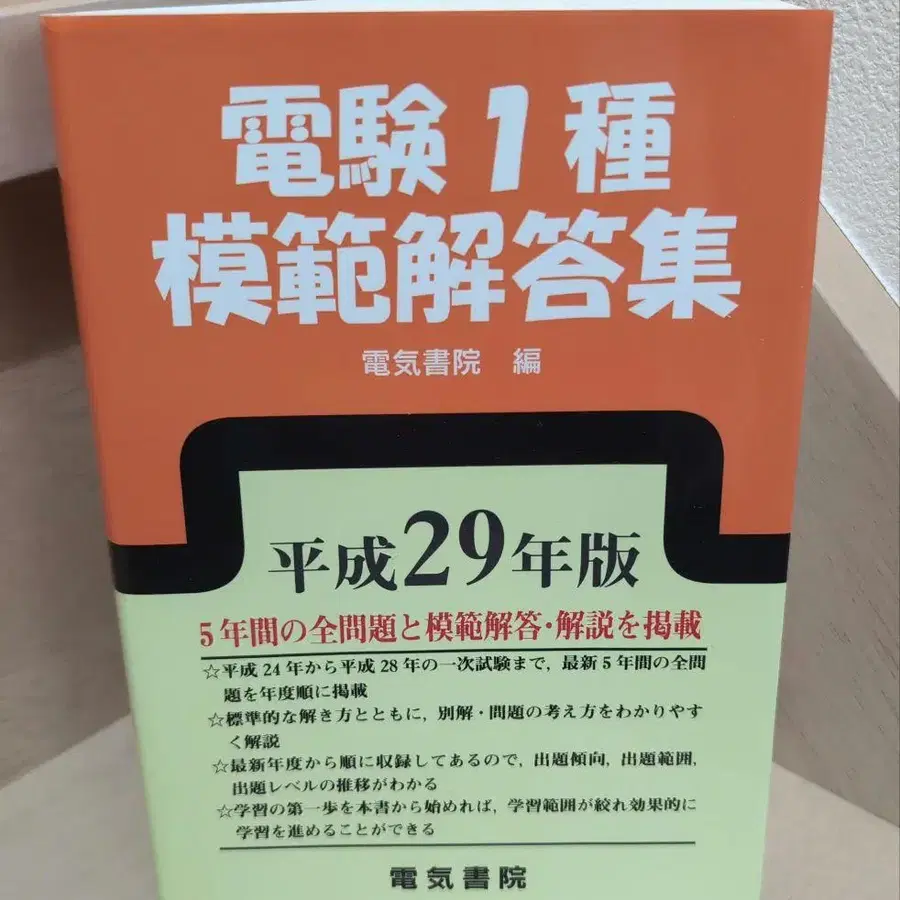 電験1種
模範解答集
電気書院 編
平成29年版
5年間の全問題と模範解答・解説を掲載
☆平成24年から平成28年の一次試験まで，最新5年間の全問
題を年度順に掲載
☆標準的な解き方とともに，別解・問題の考え方をわかりやす
く解説
☆最新年度から順に収録してあるので，出題傾向，出題範囲，
出題レベルの推移がわかる
☆学習の第一歩を本書から始めれば，学習範囲が絞れ効果的に
学習を進めることができる
電気書院